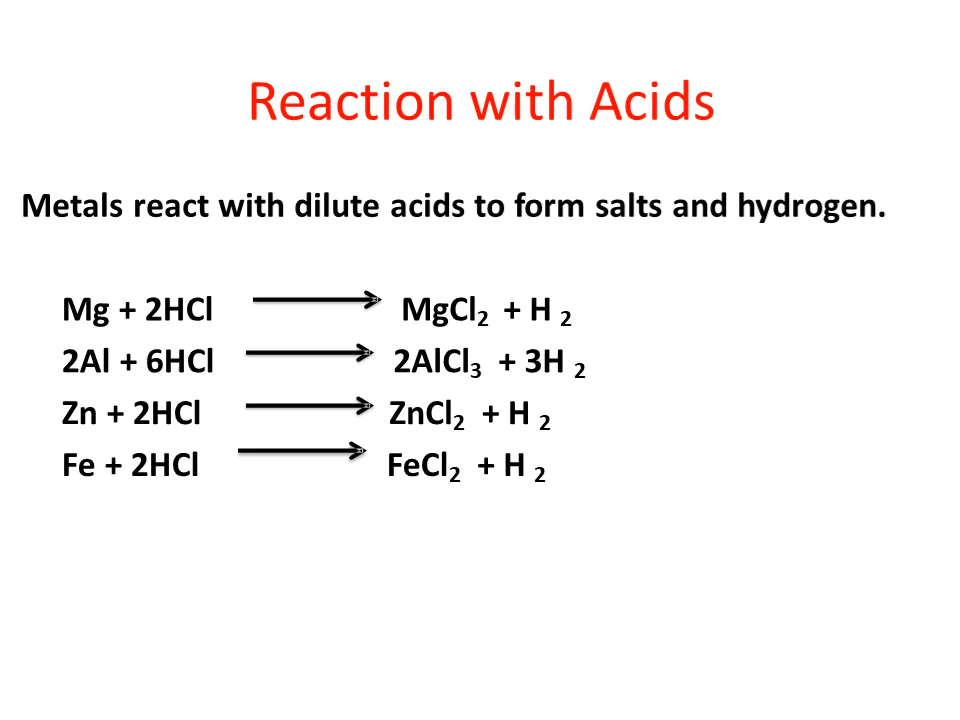 Reaction with Acids
Metals react with dilute acids to form salts and hydrogen.
Mg + 2HCl ⟶ MgCl₂ + H ₂
2Al + 6HCl ⟶ 2AlCl₃ + 3H ₂
Zn + 2HCl ⟶ ZnCl₂ + H ₂
Fe + 2HCl ⟶ FeCl₂ + H ₂